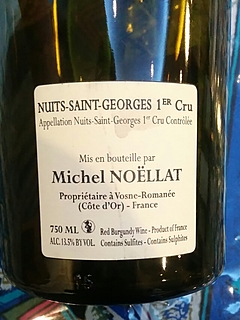 NUITS-SAINT-GEORGES 1ER Cru
Appellation Nuits-Saint-Georges 1er Cru Contrôlée
Mis en bouteille par
Michel NOËLLAT
Propriétaire à Vosne-Romanée
(Côte d'Or) - France
750 ML Red Burgundy Wine - Product of France
ALC. 13.5% BY VOL. Contains Sulfites - Contains Sulphites